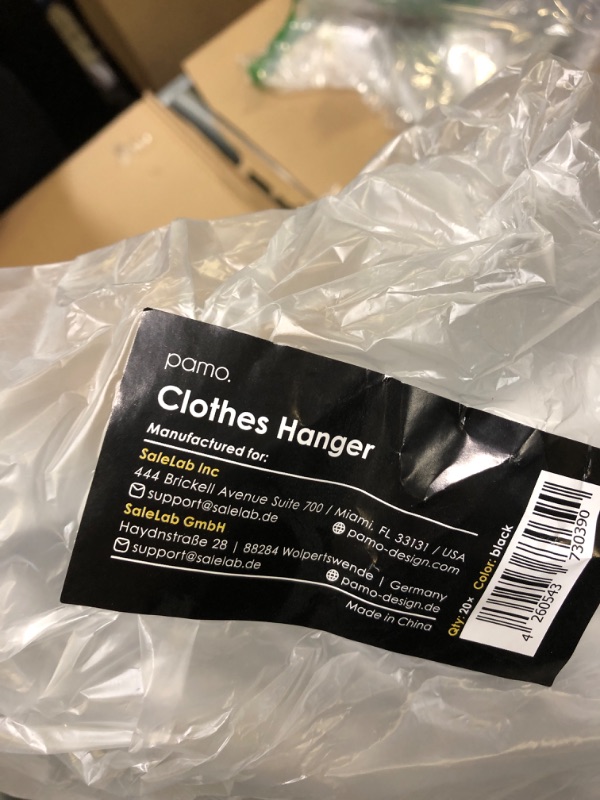 pamo.
Clothes Hanger
Manufactured for:
SaleLab Inc
444 Brickell Avenue Suite 700 / Miami, FL 33131 / USA
support@salelab.de pamo-design.com
SaleLab GmbH
Haydnstraße 28 | 88284 Wolpertswende | Germany
support@salelab.de pamo-design.de
Made in China
Qty: 20x Color: black
4 260543 730390